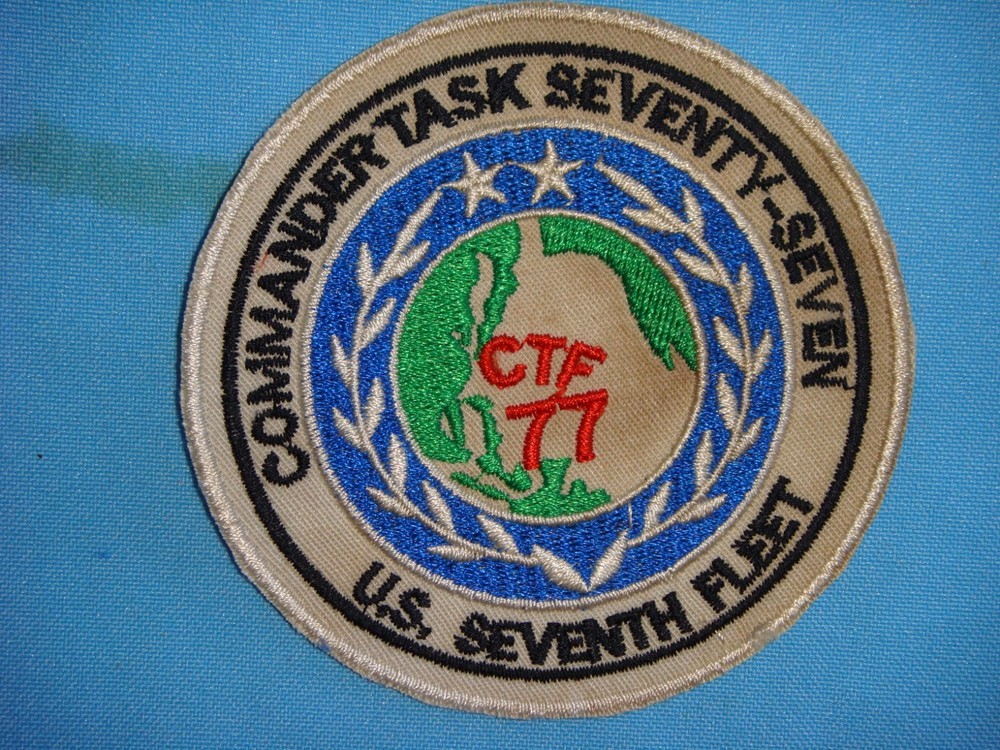 COMMANDER TASK SEVENTY-SEVEN
CTF
77
U.S. SEVENTH FLEET